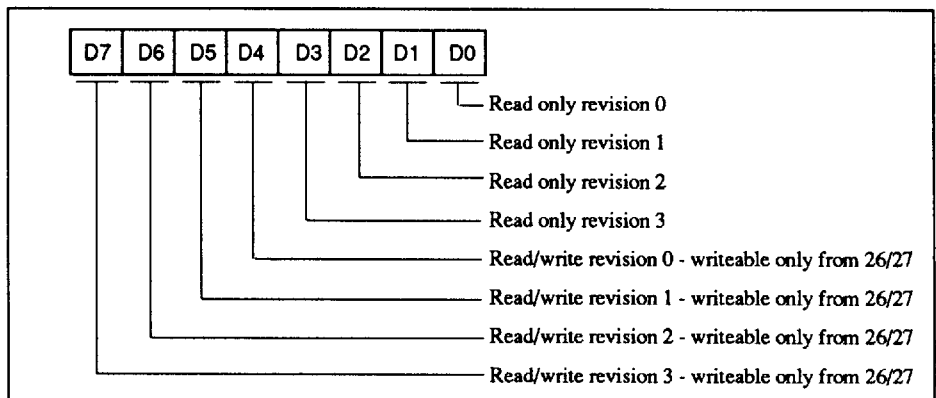 D7 D6 D5 D4 D3 D2 D1 D0
Read only revision 0
Read only revision 1
Read only revision 2
Read only revision 3
Read/write revision 0 - writeable only from 26/27
Read/write revision 1 - writeable only from 26/27
Read/write revision 2 - writeable only from 26/27
Read/write revision 3 - writeable only from 26/27